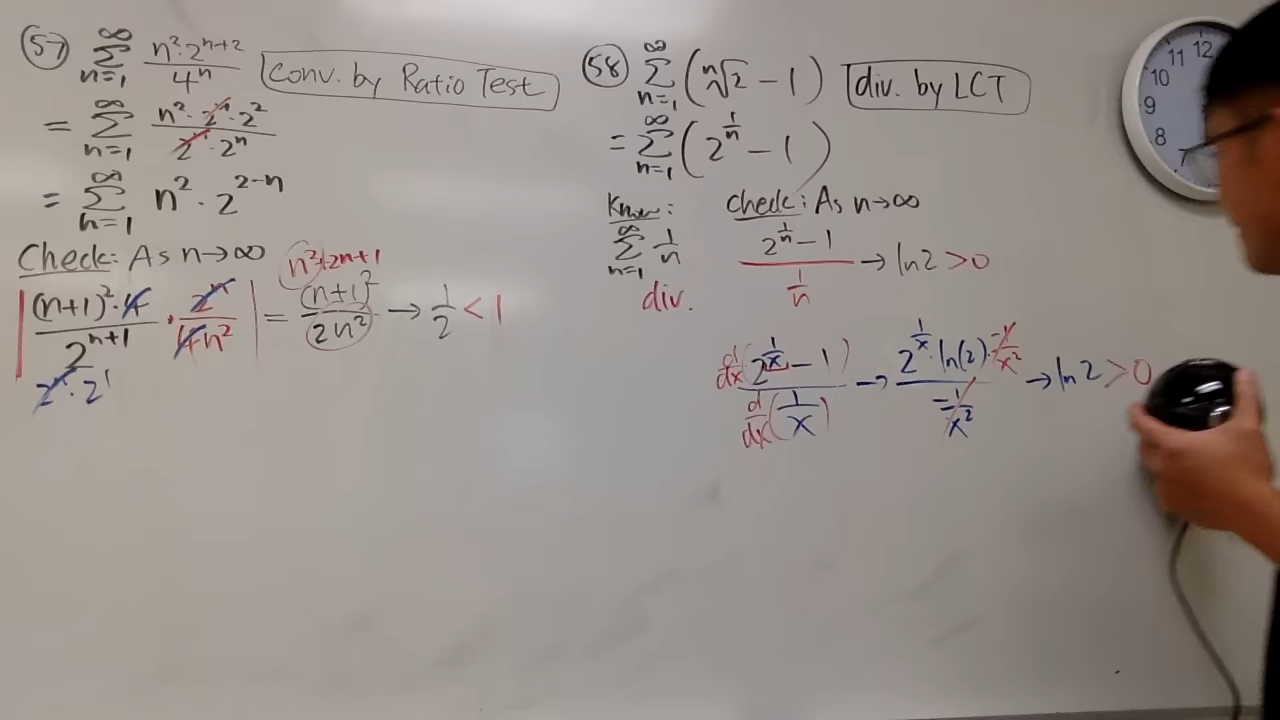 57 ∑_{n=1}^{∞} n²·2^{n+2} / 4^n conv. by Ratio Test
= ∑_{n=1}^{∞} n²·2^n·2² / 2^n·2^n
= ∑_{n=1}^{∞} n²·2^{2-n}
Check: As n→∞
|(n+1)²·4 / 2^{n+1} · 2^n / 4n²| = (n+1)² / 2n² → 1/2 < 1
n²+2n+1
2^n·2^1
58 ∑_{n=1}^{∞} (ⁿ√2 - 1) div. by LCT
= ∑_{n=1}^{∞} (2^{1/n} - 1)
Know:
∑_{n=1}^{∞} 1/n
div.
Check: As n→∞
2^{1/n} - 1 / 1/n → ln2 > 0
d/dx(2^{1/x} - 1) / d/dx(1/x) → 2^{1/x}·ln(2)·-1/x² / -1/x² → ln2 > 0
11 12
10
9
8
7